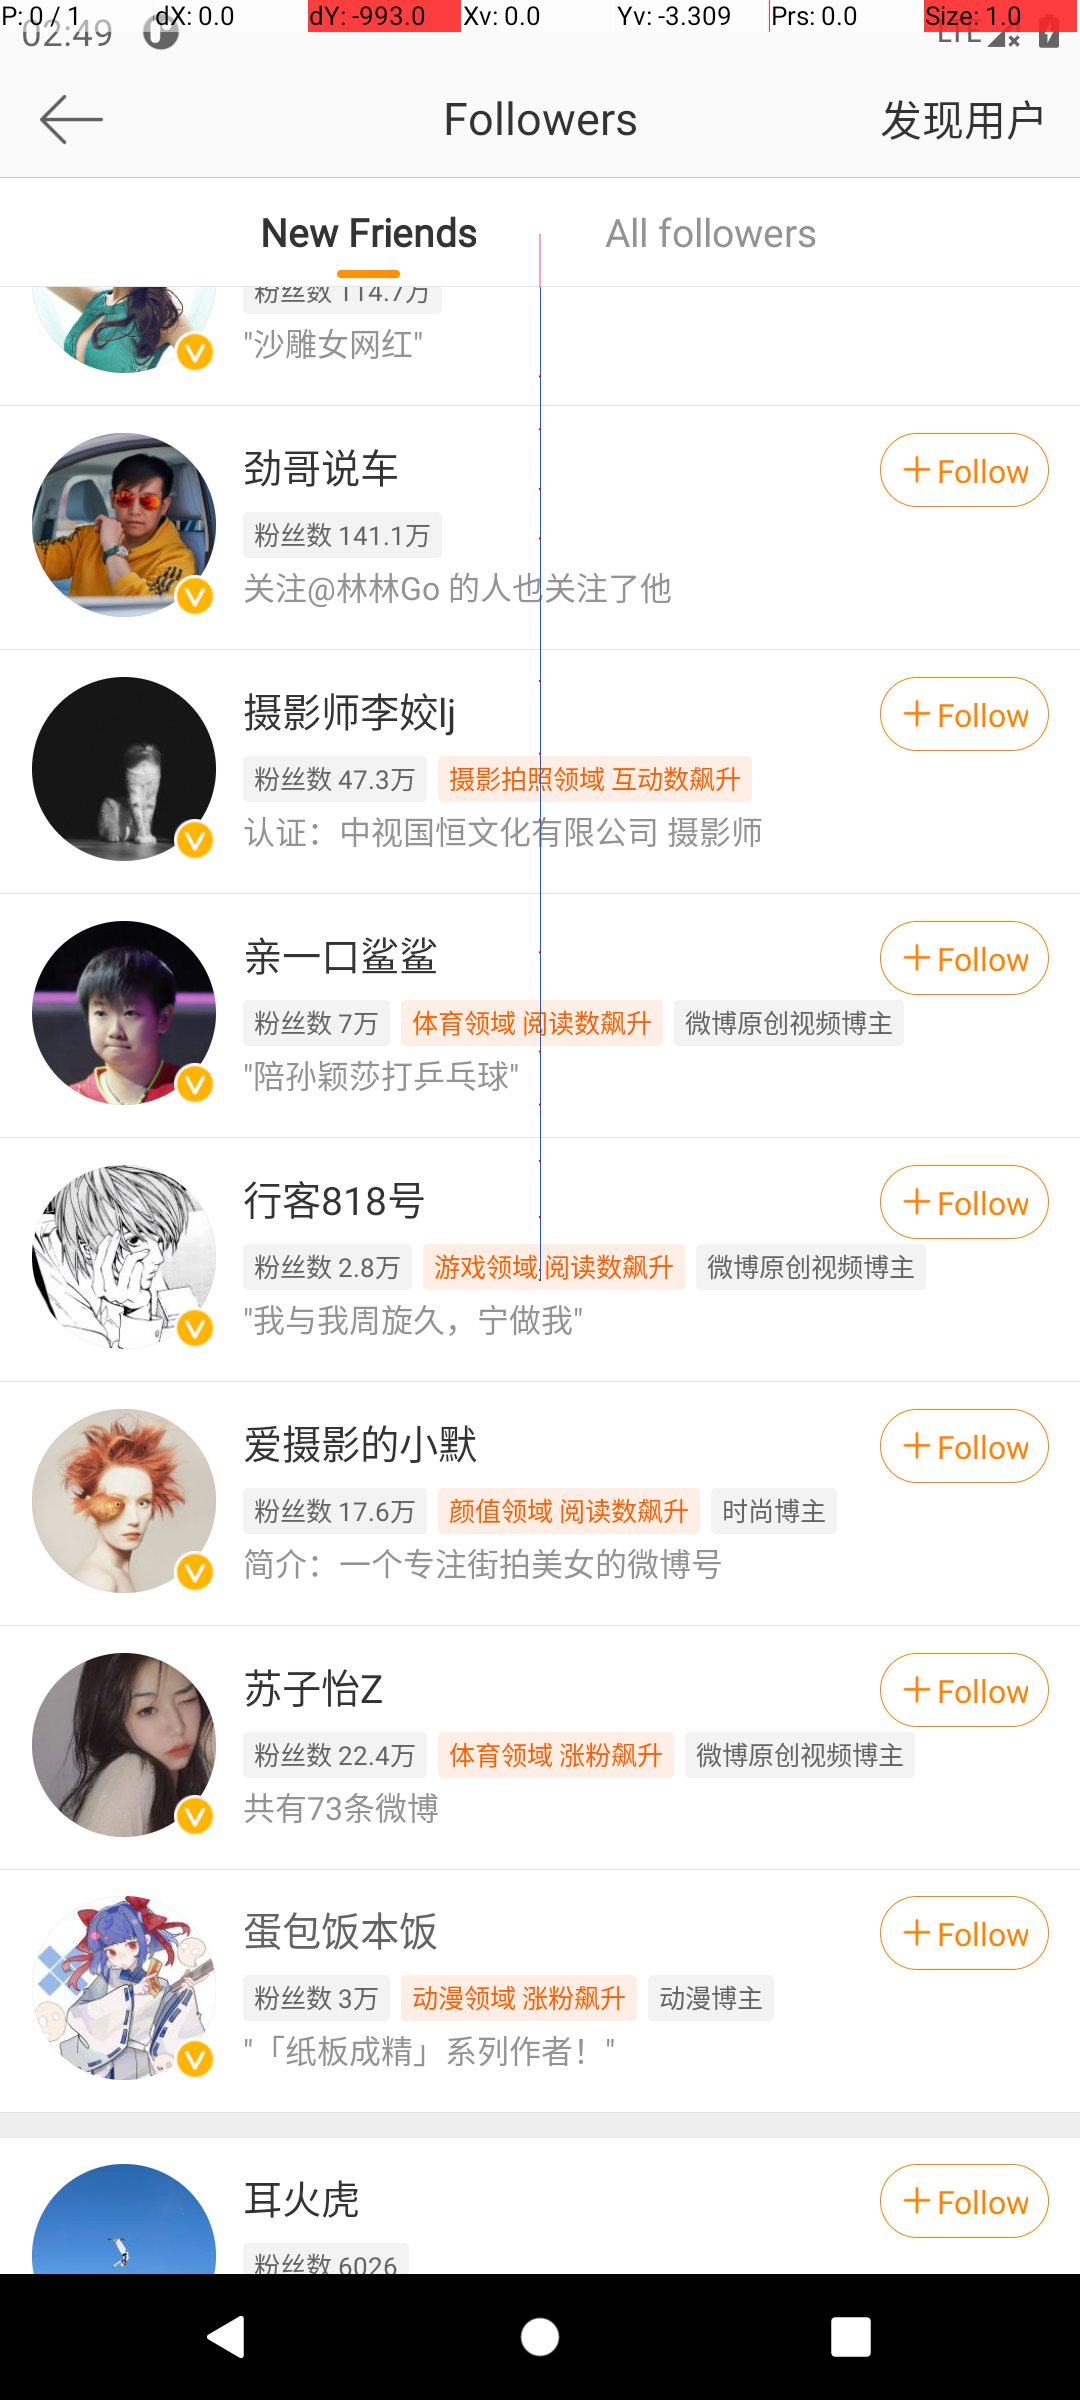 P: 0 / 1 dX: 0.0 dY: -993.0 Xv: 0.0 Yv: -3.309 Prs: 0.0 Size: 1.0
02:49 LTE
Followers 发现用户
New Friends All followers
粉丝数 114.7万
"沙雕女网红"
劲哥说车 Follow
粉丝数 141.1万
关注@林林Go 的人也关注了他
摄影师李姣lj Follow
粉丝数 47.3万 摄影拍照领域 互动数飙升
认证：中视国恒文化有限公司 摄影师
亲一口鲨鲨 Follow
粉丝数 7万 体育领域 阅读数飙升 微博原创视频博主
"陪孙颖莎打乒乓球"
行客818号 Follow
粉丝数 2.8万 游戏领域 阅读数飙升 微博原创视频博主
"我与我周旋久，宁做我"
爱摄影的小默 Follow
粉丝数 17.6万 颜值领域 阅读数飙升 时尚博主
简介：一个专注街拍美女的微博号
苏子怡Z Follow
粉丝数 22.4万 体育领域 涨粉飙升 微博原创视频博主
共有73条微博
蛋包饭本饭 Follow
粉丝数 3万 动漫领域 涨粉飙升 动漫博主
"「纸板成精」系列作者！"
耳火虎 Follow
粉丝数 6026